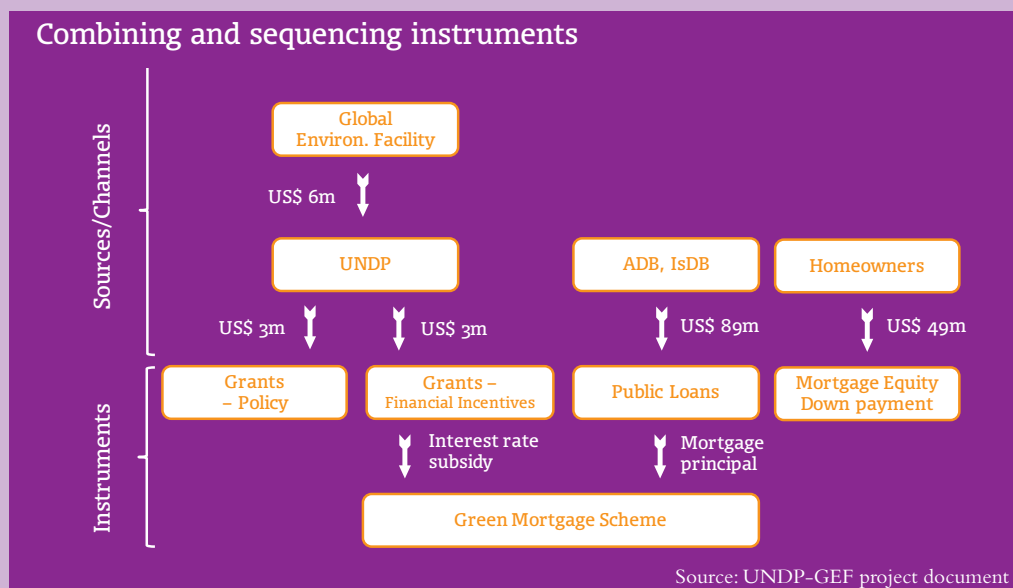 Combining and sequencing instruments
Sources/Channels
Global
Environ. Facility
US$ 6m
UNDP
ADB, IsDB
Homeowners
US$ 3m
US$ 3m
US$ 89m
US$ 49m
Instruments
Grants
– Policy
Grants –
Financial Incentives
Public Loans
Mortgage Equity
Down payment
Interest rate
subsidy
Mortgage
principal
Green Mortgage Scheme
Source: UNDP-GEF project document